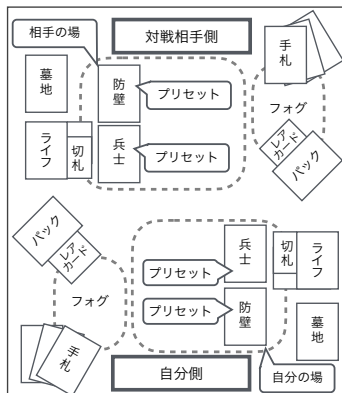 相手の場
対戦相手側
手札
墓地
防壁
プリセット
フォグ
ライフ
切札
兵士
プリセット
レアカード
パック
パック
レアカード
兵士
切札
ライフ
プリセット
フォグ
プリセット
防壁
墓地
手札
自分側
自分の場